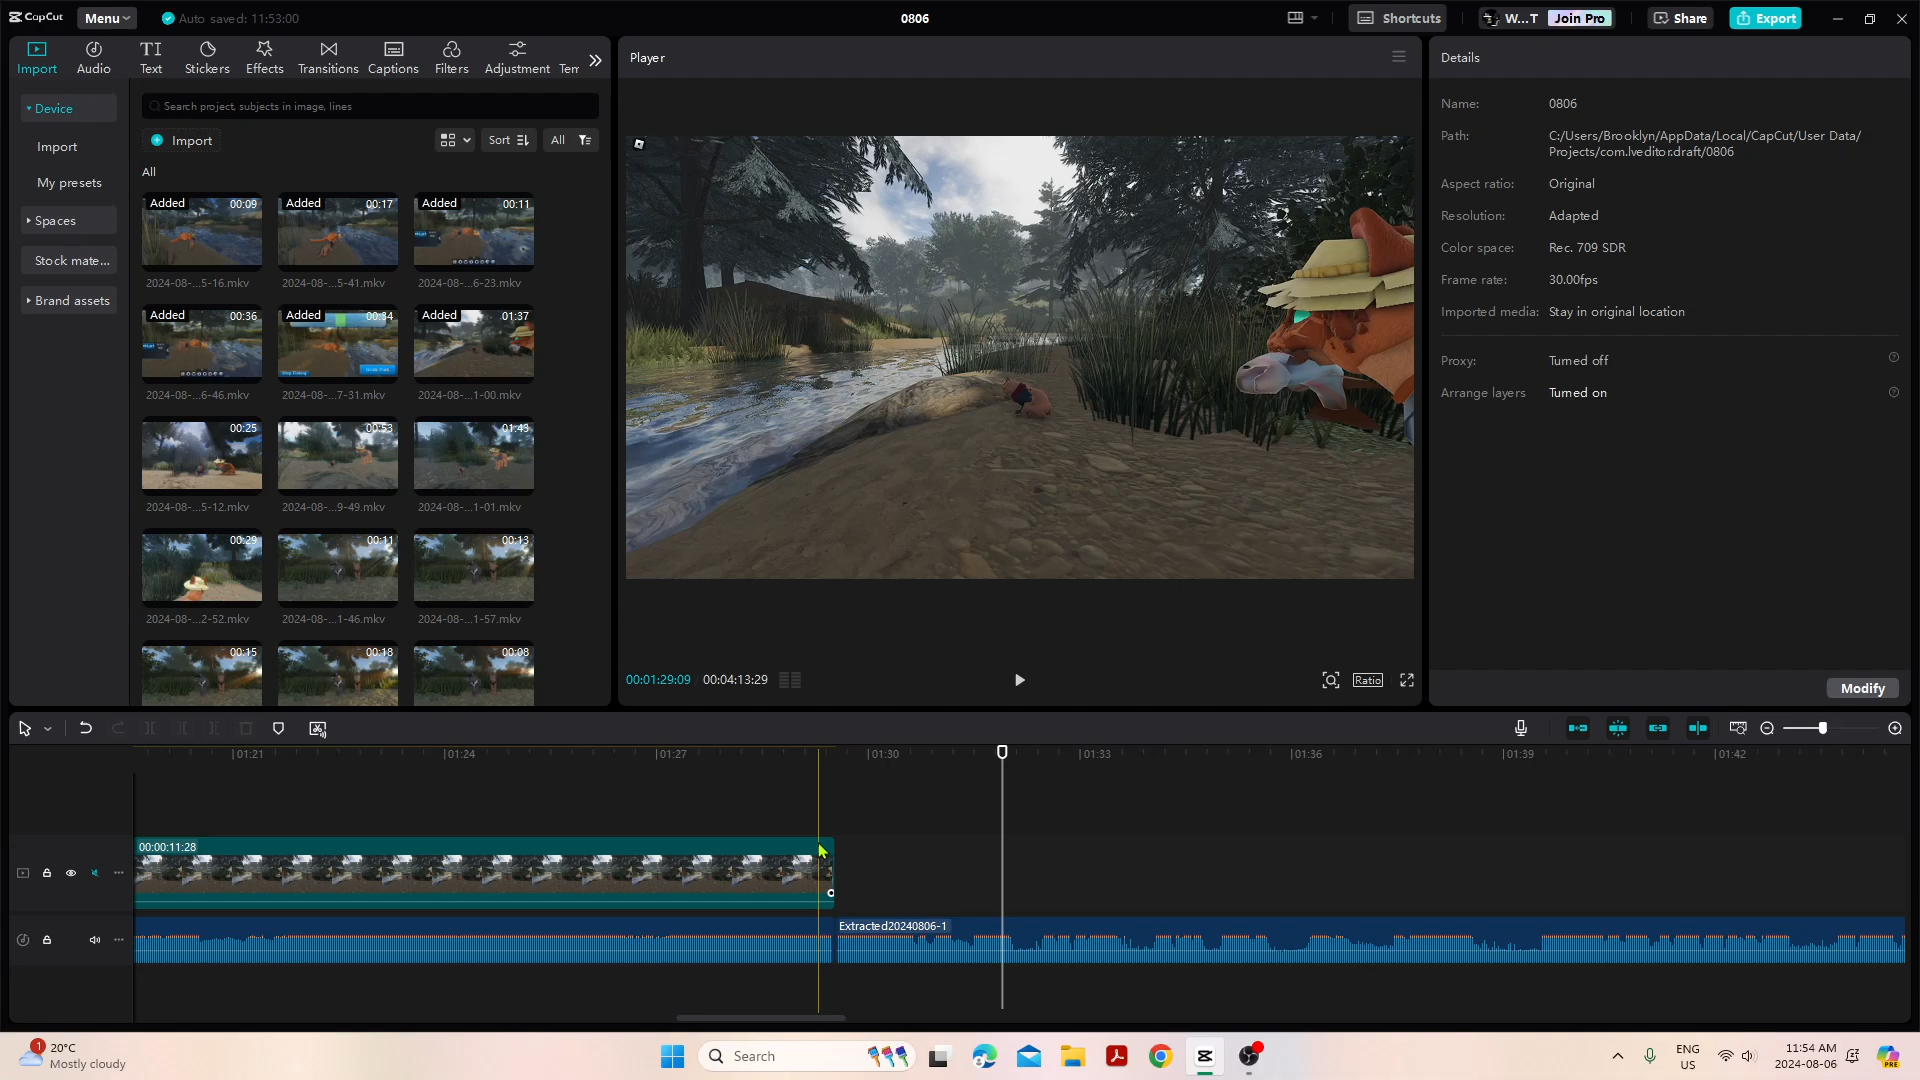 CapCut
Menu
Auto saved: 11:53:00
0806
Shortcuts
W...T
Join Pro
Share
Export
Import
Audio
Text
Stickers
Effects
Transitions
Captions
Filters
Adjustment
Tem
Player
Details
Device
Import
My presets
Spaces
Stock mate...
Brand assets
Search project, subjects in image, lines
Import
Sort
All
All
Added 00:09
Added 00:17
Added 00:11
2024-08-...5-16.mkv
2024-08-...5-41.mkv
2024-08-...6-23.mkv
Added 00:36
Added 00:34
Added 01:37
2024-08-...6-46.mkv
2024-08-...7-31.mkv
2024-08-...1-00.mkv
00:25
00:53
01:43
2024-08-...5-12.mkv
2024-08-...9-49.mkv
2024-08-...1-01.mkv
00:29
00:11
00:13
2024-08-...2-52.mkv
2024-08-...1-46.mkv
2024-08-...1-57.mkv
00:15
00:18
00:08
00:01:29:09
00:04:13:29
Ratio
Name: 0806
Path: C:/Users/Brooklyn/AppData/Local/CapCut/User Data/
Projects/com.lveditor.draft/0806
Aspect ratio: Original
Resolution: Adapted
Color space: Rec. 709 SDR
Frame rate: 30.00fps
Imported media: Stay in original location
Proxy: Turned off
Arrange layers Turned on
Modify
01:21
01:24
01:27
01:30
01:33
01:36
01:39
01:42
00:00:11:28
Extracted20240806-1
1
20°C
Mostly cloudy
Search
ENG
US
11:54 AM
2024-08-06
PRE